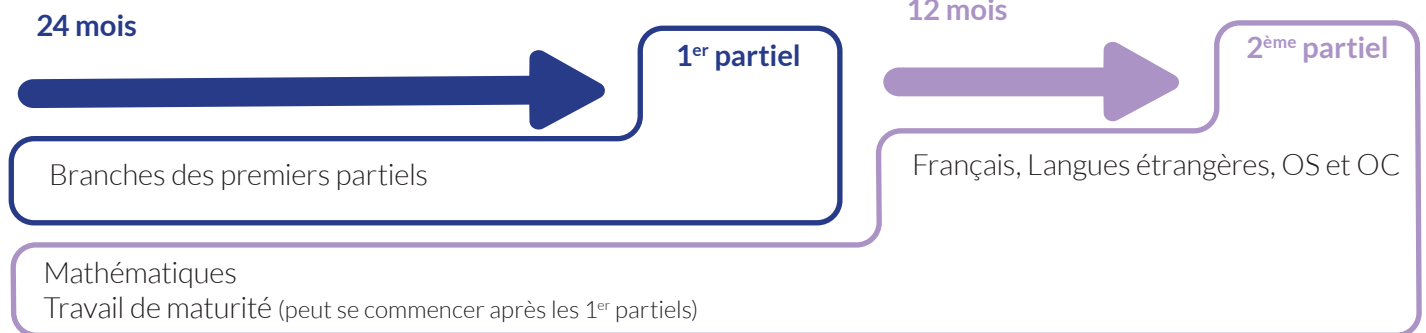 24 mois
1er partiel
Branches des premiers partiels
12 mois
2ème partiel
Français, Langues étrangères, OS et OC
Mathématiques
Travail de maturité (peut se commencer après les 1er partiels)